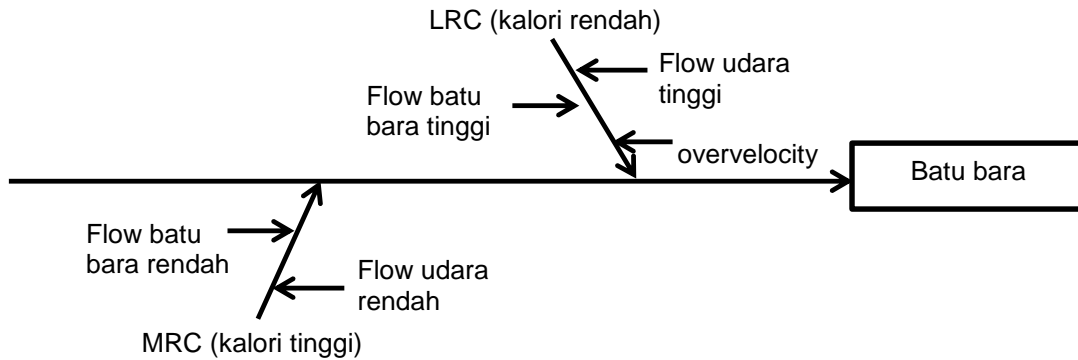 LRC (kalori rendah)
Flow udara
tinggi
Flow batu
bara tinggi
overvelocity
Batu bara
Flow batu
bara rendah
Flow udara
rendah
MRC (kalori tinggi)